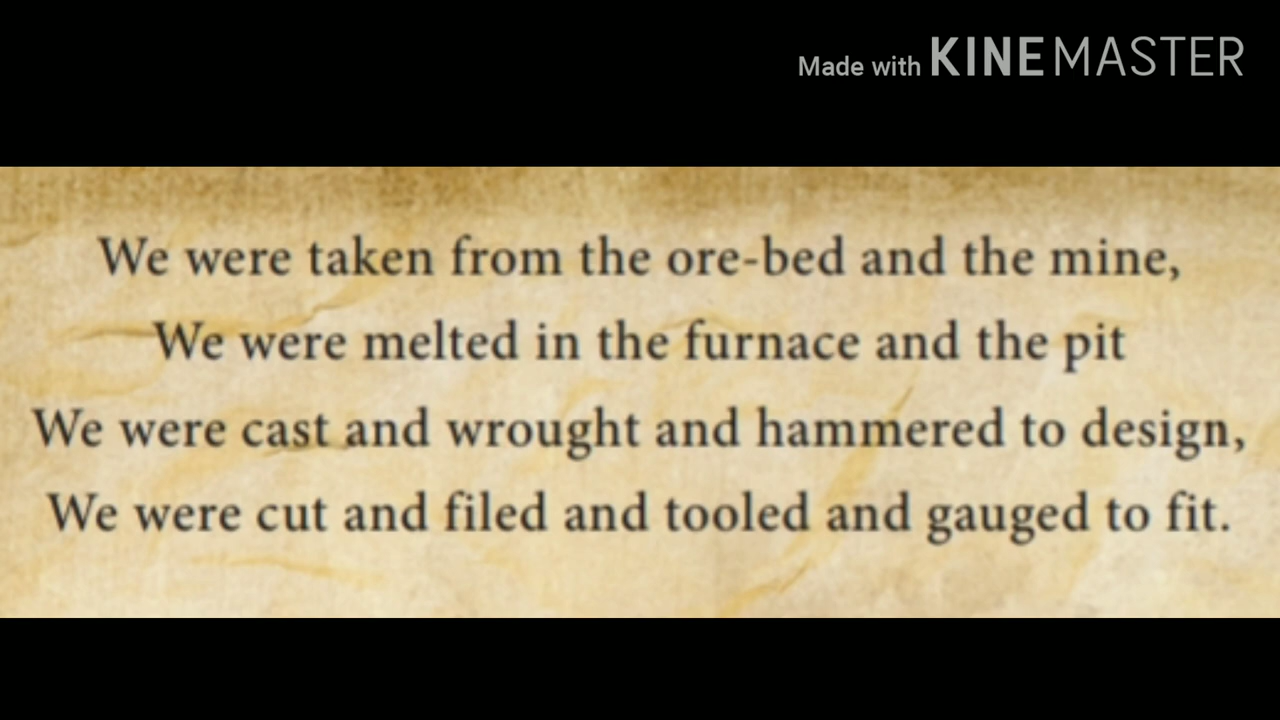 Made with KINEMASTER
We were taken from the ore-bed and the mine,
We were melted in the furnace and the pit
We were cast and wrought and hammered to design,
We were cut and filed and tooled and gauged to fit.